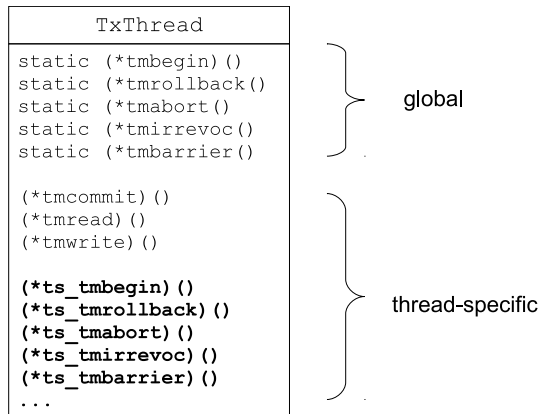 TxThread
static (*tmbegin)()
static (*tmrollback()
static (*tmabort()
static (*tmirrevoc()
static (*tmbarrier()
global
(*tmcommit)()
(*tmread)()
(*tmwrite)()
(*ts_tmbegin)()
(*ts_tmrollback)()
(*ts_tmabort)()
(*ts_tmirrevoc)()
(*ts_tmbarrier)()
...
thread-specific